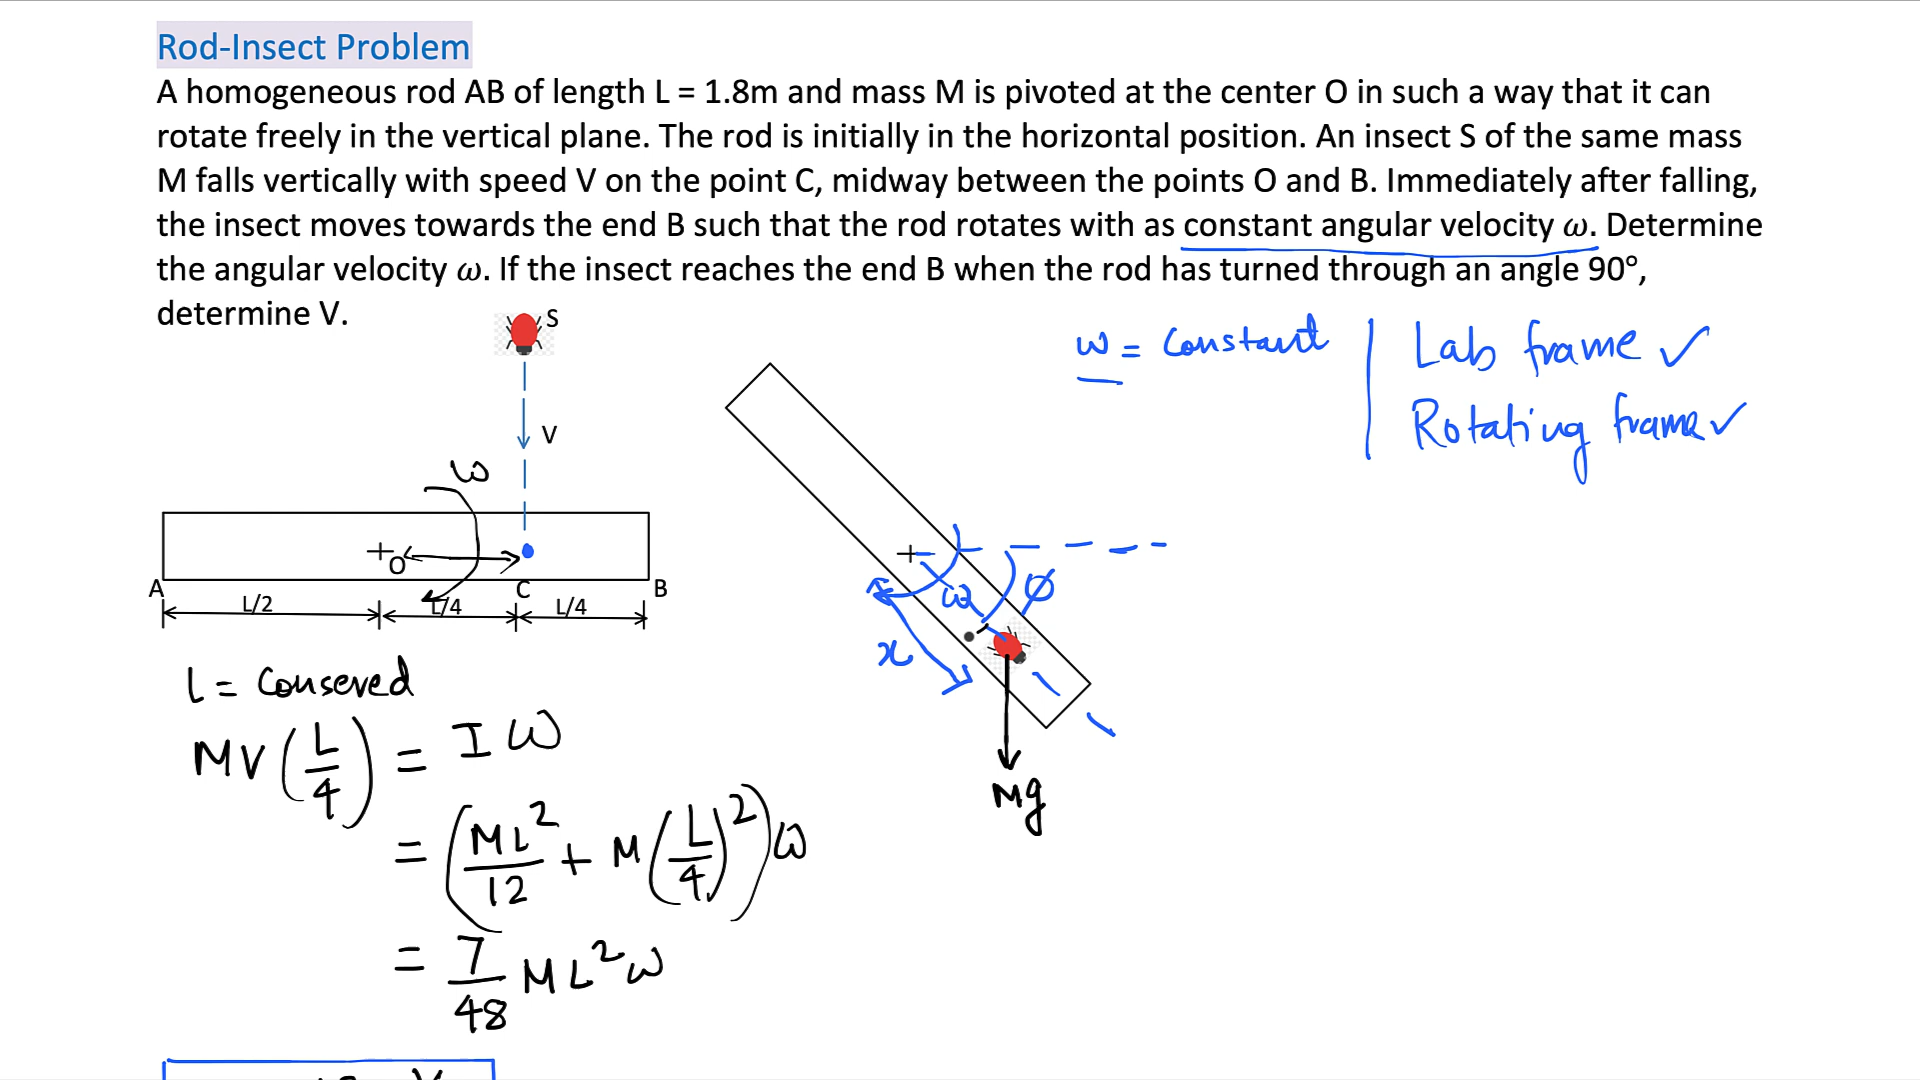 Rod-Insect Problem
A homogeneous rod AB of length L = 1.8m and mass M is pivoted at the center O in such a way that it can
rotate freely in the vertical plane. The rod is initially in the horizontal position. An insect S of the same mass
M falls vertically with speed V on the point C, midway between the points O and B. Immediately after falling,
the insect moves towards the end B such that the rod rotates with as constant angular velocity ω. Determine
the angular velocity ω. If the insect reaches the end B when the rod has turned through an angle 90°,
determine V.
S
V
ω
O
A
C
B
L/2
L/4
L/4
ω = Constant
Lab frame ✓
Rotating frame ✓
ω
ϕ
x
Mg
L = Conseved
MV(L/4) = Iω
= (ML²/12 + M(L/4)²)ω
= 7/48 ML²ω